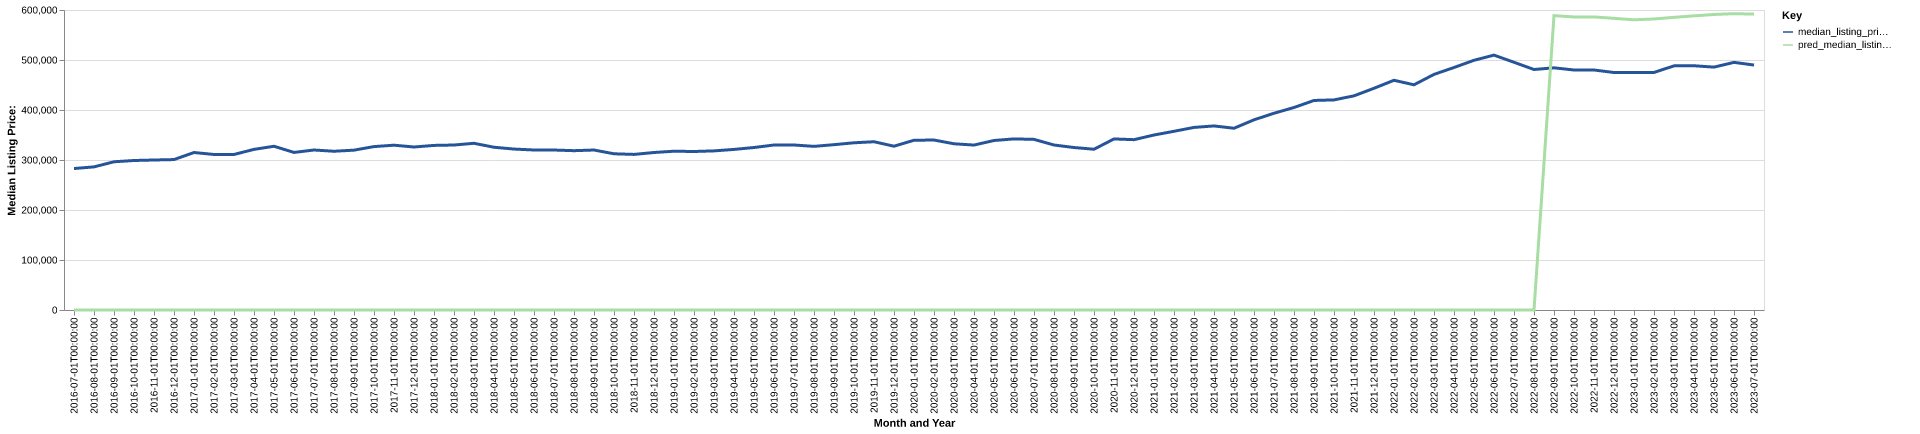 600,000
500,000
400,000
300,000
200,000
100,000
0
Median Listing Price:
2016-07-01T00:00:00
2016-08-01T00:00:00
2016-09-01T00:00:00
2016-10-01T00:00:00
2016-11-01T00:00:00
2016-12-01T00:00:00
2017-01-01T00:00:00
2017-02-01T00:00:00
2017-03-01T00:00:00
2017-04-01T00:00:00
2017-05-01T00:00:00
2017-06-01T00:00:00
2017-07-01T00:00:00
2017-08-01T00:00:00
2017-09-01T00:00:00
2017-10-01T00:00:00
2017-11-01T00:00:00
2017-12-01T00:00:00
2018-01-01T00:00:00
2018-02-01T00:00:00
2018-03-01T00:00:00
2018-04-01T00:00:00
2018-05-01T00:00:00
2018-06-01T00:00:00
2018-07-01T00:00:00
2018-08-01T00:00:00
2018-09-01T00:00:00
2018-10-01T00:00:00
2018-11-01T00:00:00
2018-12-01T00:00:00
2019-01-01T00:00:00
2019-02-01T00:00:00
2019-03-01T00:00:00
2019-04-01T00:00:00
2019-05-01T00:00:00
2019-06-01T00:00:00
2019-07-01T00:00:00
2019-08-01T00:00:00
2019-09-01T00:00:00
2019-10-01T00:00:00
2019-11-01T00:00:00
2019-12-01T00:00:00
2020-01-01T00:00:00
2020-02-01T00:00:00
2020-03-01T00:00:00
2020-04-01T00:00:00
2020-05-01T00:00:00
2020-06-01T00:00:00
2020-07-01T00:00:00
2020-08-01T00:00:00
2020-09-01T00:00:00
2020-10-01T00:00:00
2020-11-01T00:00:00
2020-12-01T00:00:00
2021-01-01T00:00:00
2021-02-01T00:00:00
2021-03-01T00:00:00
2021-04-01T00:00:00
2021-05-01T00:00:00
2021-06-01T00:00:00
2021-07-01T00:00:00
2021-08-01T00:00:00
2021-09-01T00:00:00
2021-10-01T00:00:00
2021-11-01T00:00:00
2021-12-01T00:00:00
2022-01-01T00:00:00
2022-02-01T00:00:00
2022-03-01T00:00:00
2022-04-01T00:00:00
2022-05-01T00:00:00
2022-06-01T00:00:00
2022-07-01T00:00:00
2022-08-01T00:00:00
2022-09-01T00:00:00
2022-10-01T00:00:00
2022-11-01T00:00:00
2022-12-01T00:00:00
2023-01-01T00:00:00
2023-02-01T00:00:00
2023-03-01T00:00:00
2023-04-01T00:00:00
2023-05-01T00:00:00
2023-06-01T00:00:00
2023-07-01T00:00:00
Month and Year
Key
median_listing_pri…
pred_median_listin…